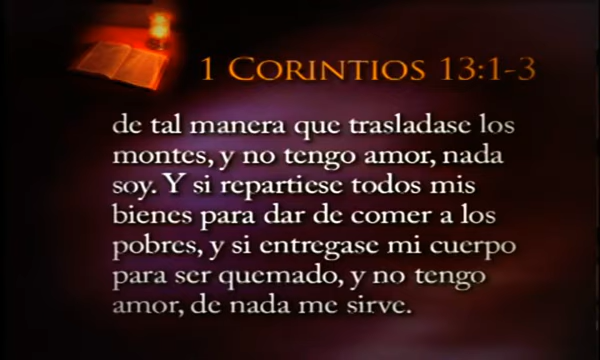 1 CORINTIOS 13:1-3
de tal manera que trasladase los
montes, y no tengo amor, nada
soy. Y si repartiese todos mis
bienes para dar de comer a los
pobres, y si entregase mi cuerpo
para ser quemado, y no tengo
amor, de nada me sirve.